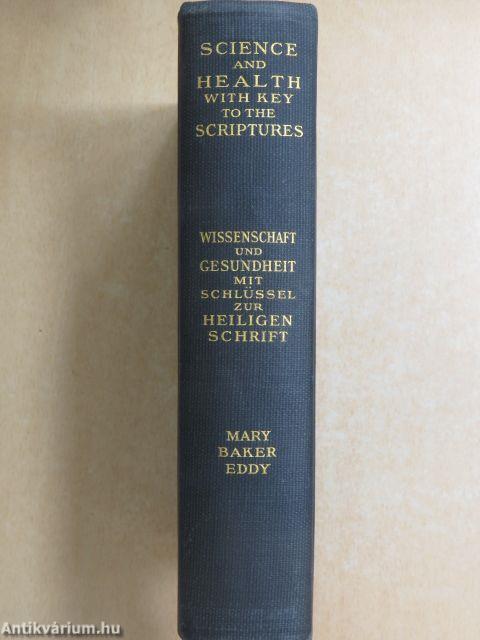 SCIENCE
AND
HEALTH
WITH KEY
TO THE
SCRIPTURES
WISSENSCHAFT
UND
GESUNDHEIT
MIT
SCHLÜSSEL
ZUR
HEILIGEN
SCHRIFT
MARY
BAKER
EDDY
Antikvárium.hu